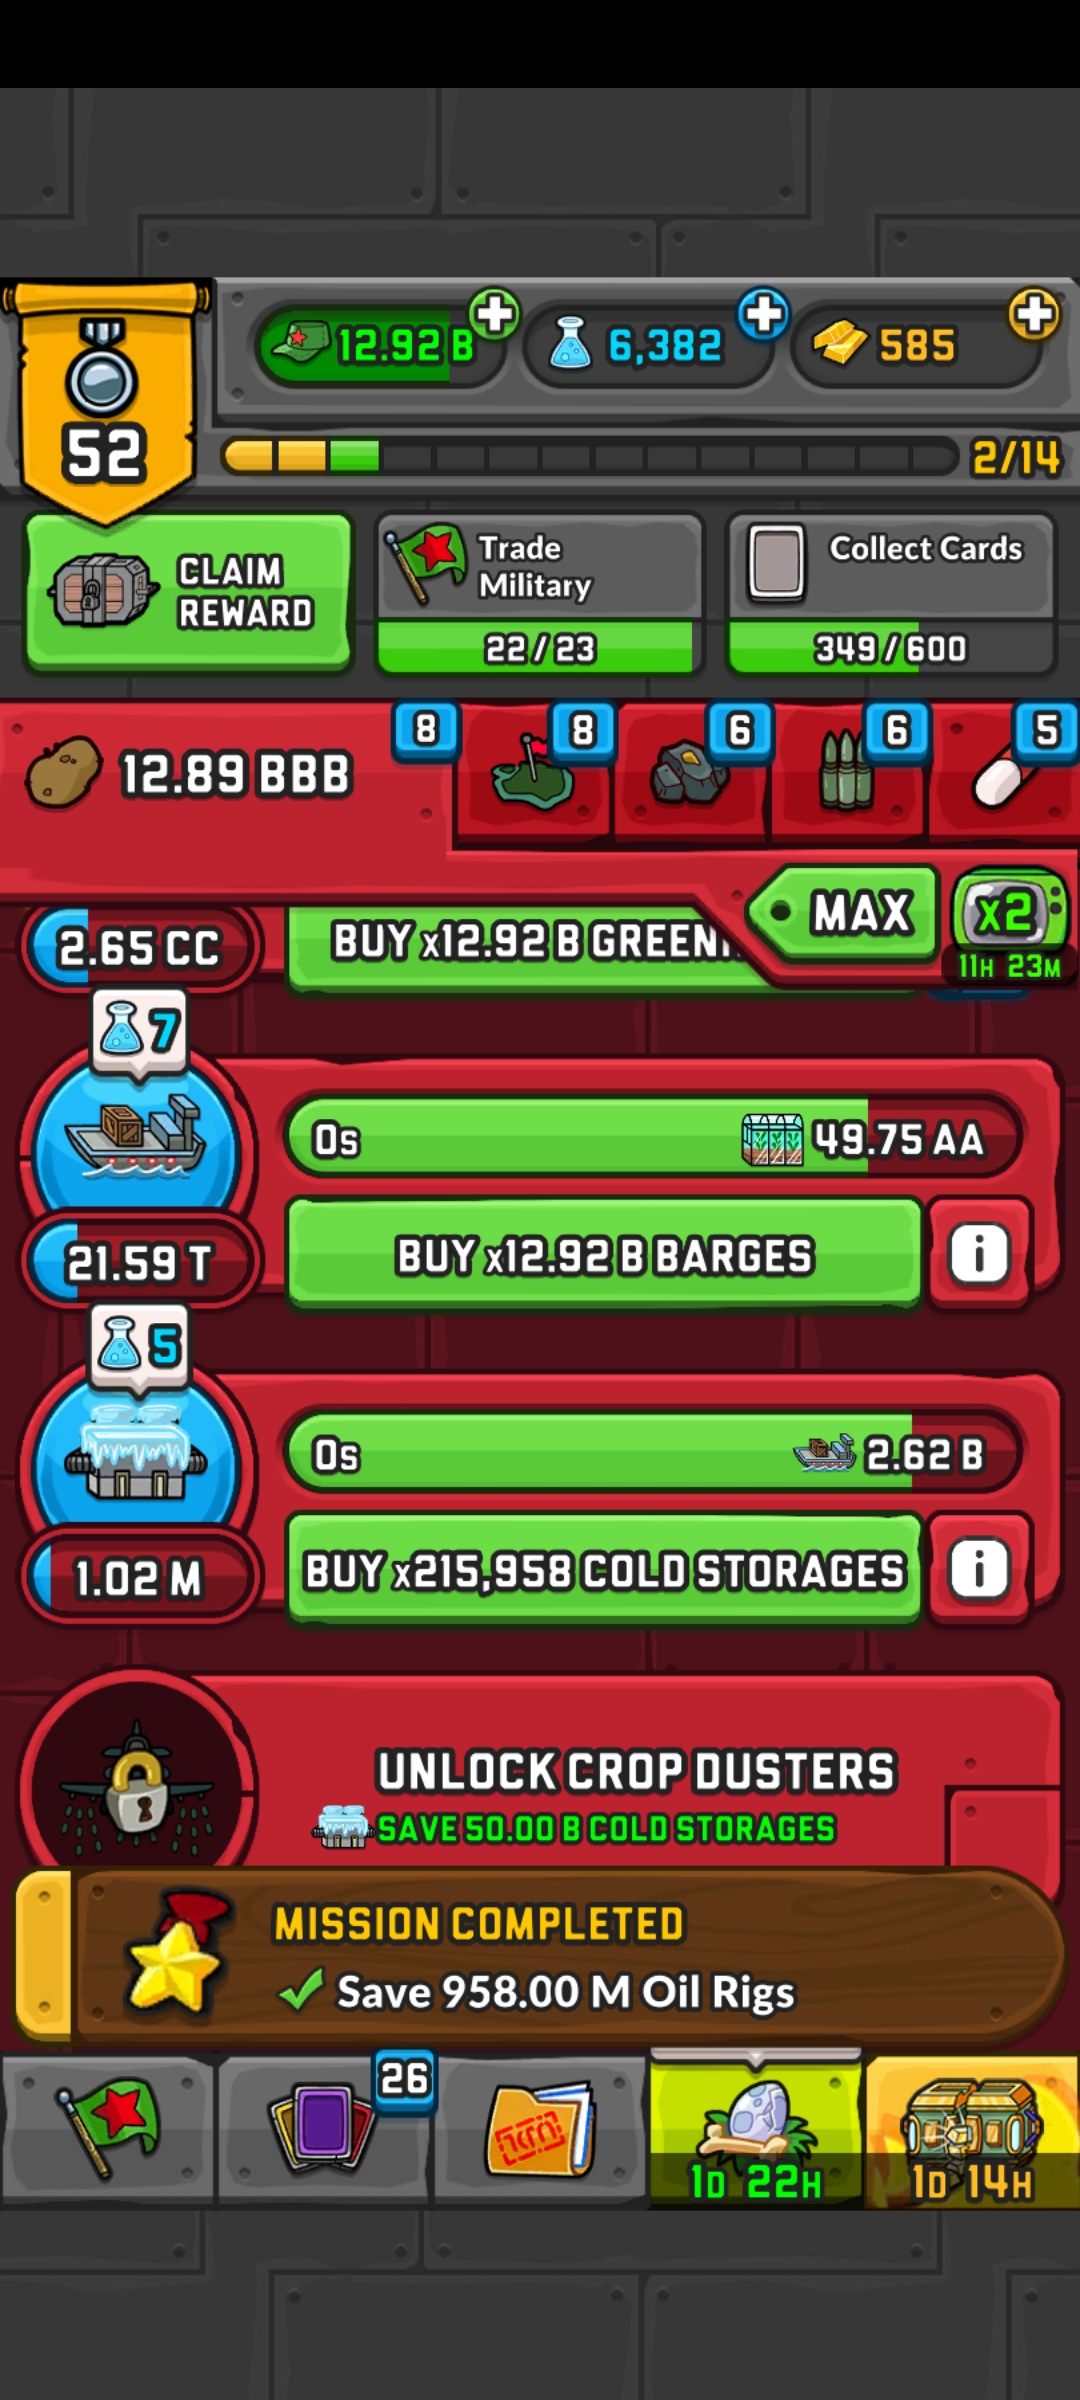 12.92 B
6,382
585
52
2/14
CLAIM
REWARD
Trade
Military
22/23
Collect Cards
349/600
12.89 BBB
8
8
6
6
5
MAX
x2
11H 23M
2.65 CC
BUY x12.92 B
7
0s
49.75 AA
21.59 T
BUY x12.92 B BARGES
i
5
0s
2.62 B
1.02 M
BUY x215,958 COLD STORAGES
i
UNLOCK CROP DUSTERS
SAVE 50.00 B COLD STORAGES
MISSION COMPLETED
Save 958.00 M Oil Rigs
26
1D 22H
1D 14H